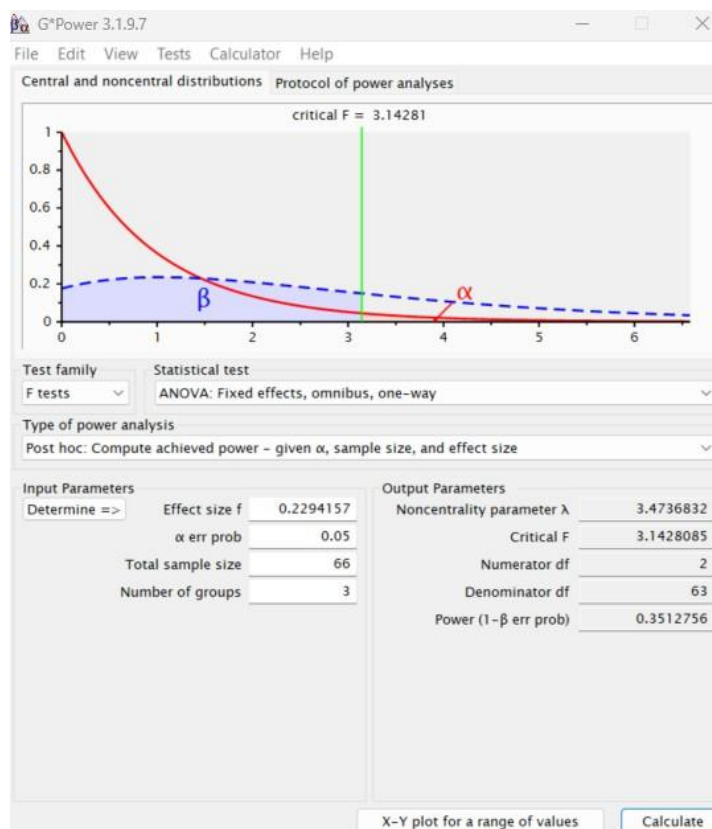 βα G*Power 3.1.9.7
File Edit View Tests Calculator Help
Central and noncentral distributions Protocol of power analyses
critical F = 3.14281
1
0.8
0.6
0.4
0.2
0
β
α
0 1 2 3 4 5 6
Test family Statistical test
F tests ANOVA: Fixed effects, omnibus, one-way
Type of power analysis
Post hoc: Compute achieved power – given α, sample size, and effect size
Input Parameters
Determine => Effect size f 0.2294157
α err prob 0.05
Total sample size 66
Number of groups 3
Output Parameters
Noncentrality parameter λ 3.4736832
Critical F 3.1428085
Numerator df 2
Denominator df 63
Power (1-β err prob) 0.3512756
X-Y plot for a range of values Calculate